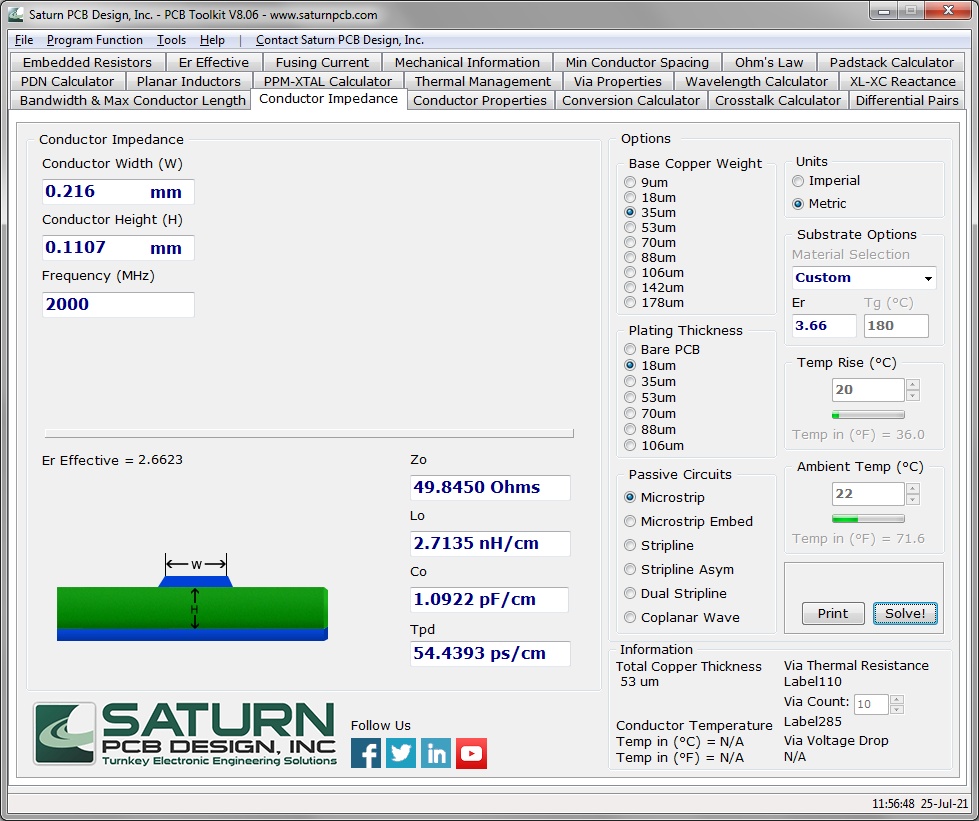 Saturn PCB Design, Inc. - PCB Toolkit V8.06 - www.saturnpcb.com
File Program Function Tools Help | Contact Saturn PCB Design, Inc.
Embedded Resistors Er Effective Fusing Current Mechanical Information Min Conductor Spacing Ohm's Law Padstack Calculator
PDN Calculator Planar Inductors PPM-XTAL Calculator Thermal Management Via Properties Wavelength Calculator XL-XC Reactance
Bandwidth & Max Conductor Length Conductor Impedance Conductor Properties Conversion Calculator Crosstalk Calculator Differential Pairs
Conductor Impedance
Conductor Width (W)
0.216 mm
Conductor Height (H)
0.1107 mm
Frequency (MHz)
2000
Er Effective = 2.6623
W
H
Zo
49.8450 Ohms
Lo
2.7135 nH/cm
Co
1.0922 pF/cm
Tpd
54.4393 ps/cm
SATURN
PCB DESIGN, INC
Turnkey Electronic Engineering Solutions
Follow Us
f
in
Options
Base Copper Weight
9um
18um
35um
53um
70um
88um
106um
142um
178um
Plating Thickness
Bare PCB
18um
35um
53um
70um
88um
106um
Passive Circuits
Microstrip
Microstrip Embed
Stripline
Stripline Asym
Dual Stripline
Coplanar Wave
Units
Imperial
Metric
Substrate Options
Material Selection
Custom
Er Tg (°C)
3.66 180
Temp Rise (°C)
20
Temp in (°F) = 36.0
Ambient Temp (°C)
22
Temp in (°F) = 71.6
Print Solve!
Information
Total Copper Thickness
53 um
Conductor Temperature
Temp in (°C) = N/A
Temp in (°F) = N/A
Via Thermal Resistance
Label110
Via Count: 10
Label285
Via Voltage Drop
N/A
11:56:48 25-Jul-21